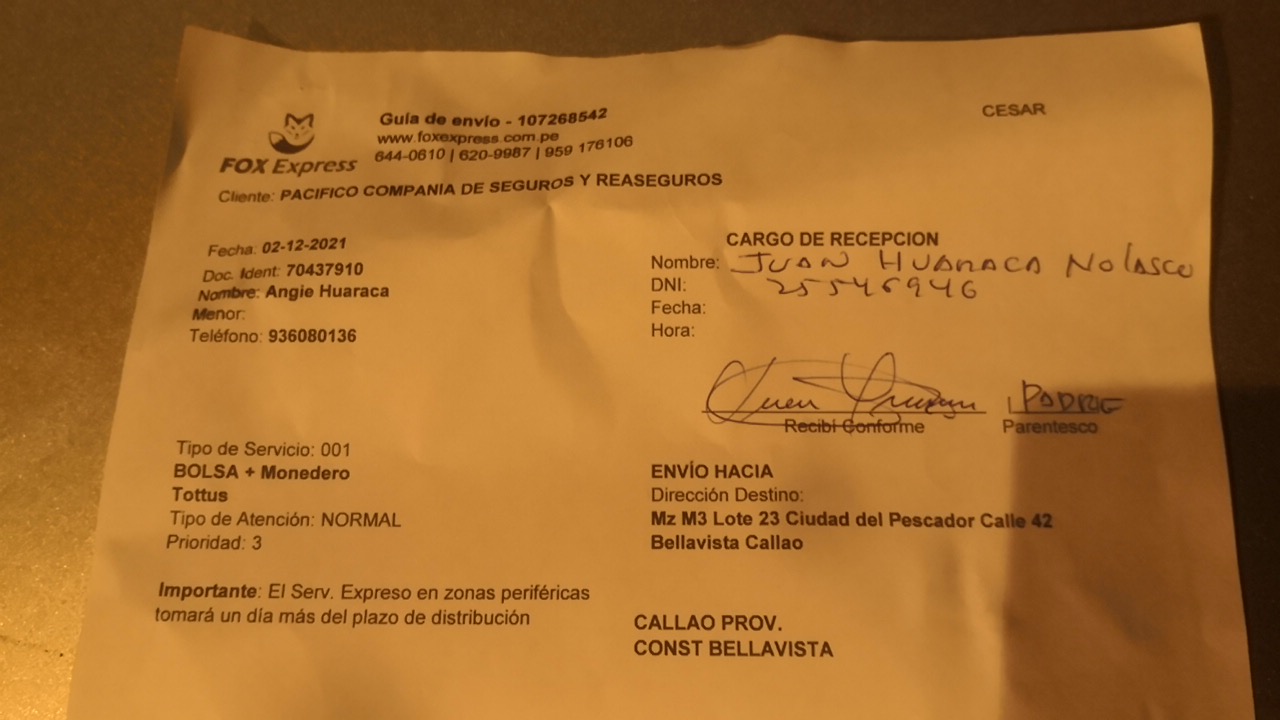 Guía de envío - 107268542
www.foxexpress.com.pe
644-0610 | 620-9987 | 959 176106
FOX Express
CESAR
Cliente: PACIFICO COMPANIA DE SEGUROS Y REASEGUROS
Fecha: 02-12-2021
Doc. Ident: 70437910
Nombre: Angie Huaraca
Menor:
Teléfono: 936080136
CARGO DE RECEPCION
Nombre: JUAN HUARACA NOLASCO
DNI: 25546946
Fecha:
Hora:
PADRE
Recibí Conforme
Parentesco
Tipo de Servicio: 001
BOLSA + Monedero
Tottus
Tipo de Atención: NORMAL
Prioridad: 3
ENVÍO HACIA
Dirección Destino:
Mz M3 Lote 23 Ciudad del Pescador Calle 42
Bellavista Callao
Importante: El Serv. Expreso en zonas periféricas
tomará un día más del plazo de distribución
CALLAO PROV.
CONST BELLAVISTA